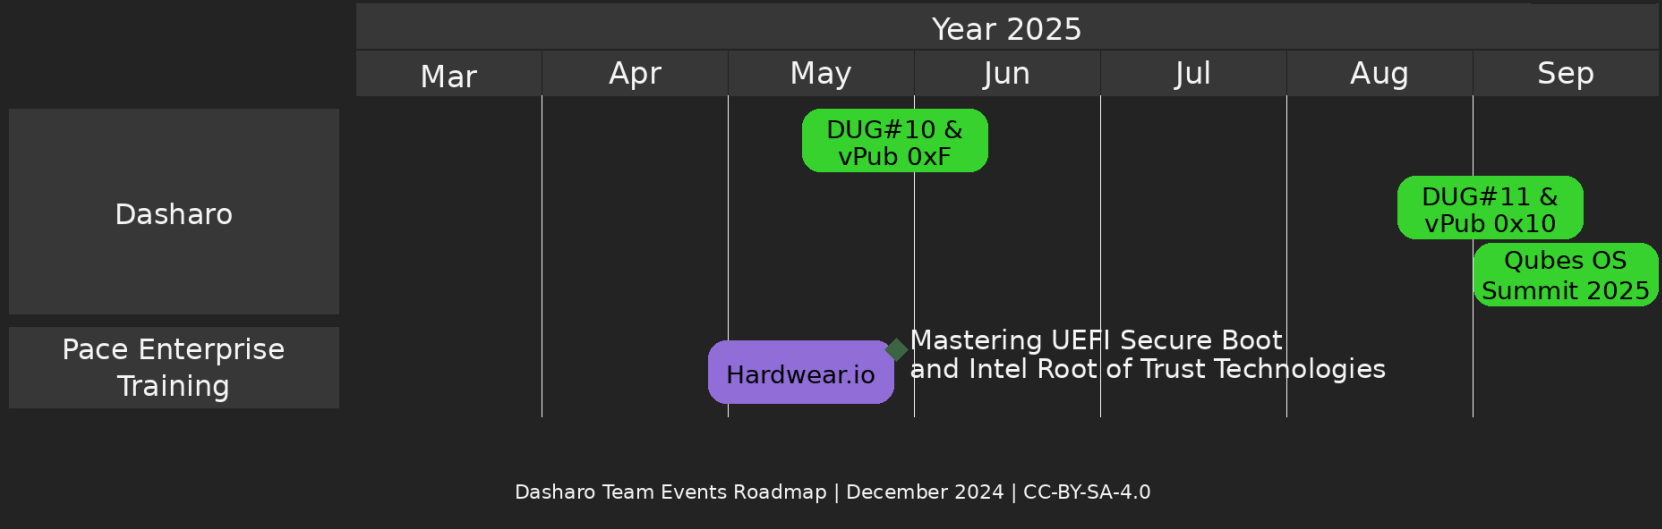 Year 2025
Mar
Apr
May
Jun
Jul
Aug
Sep
Dasharo
DUG#10 &
vPub 0xF
DUG#11 &
vPub 0x10
Qubes OS
Summit 2025
Pace Enterprise
Training
Hardwear.io
Mastering UEFI Secure Boot
and Intel Root of Trust Technologies
Dasharo Team Events Roadmap | December 2024 | CC-BY-SA-4.0